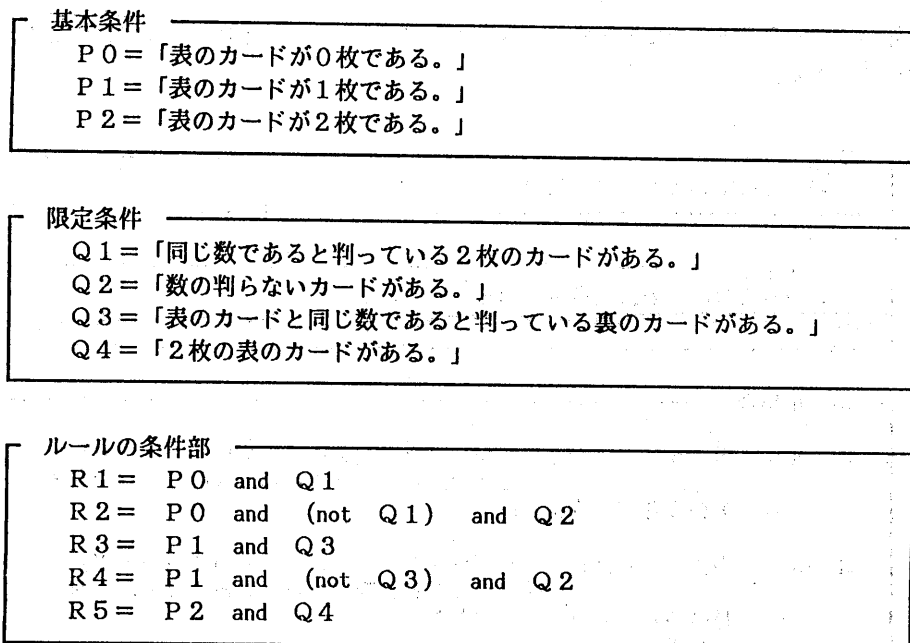 基本条件
P0=「表のカードが0枚である。」
P1=「表のカードが1枚である。」
P2=「表のカードが2枚である。」
限定条件
Q1=「同じ数であると判っている2枚のカードがある。」
Q2=「数の判らないカードがある。」
Q3=「表のカードと同じ数であると判っている裏のカードがある。」
Q4=「2枚の表のカードがある。」
ルールの条件部
R1= P0 and Q1
R2= P0 and (not Q1) and Q2
R3= P1 and Q3
R4= P1 and (not Q3) and Q2
R5= P2 and Q4